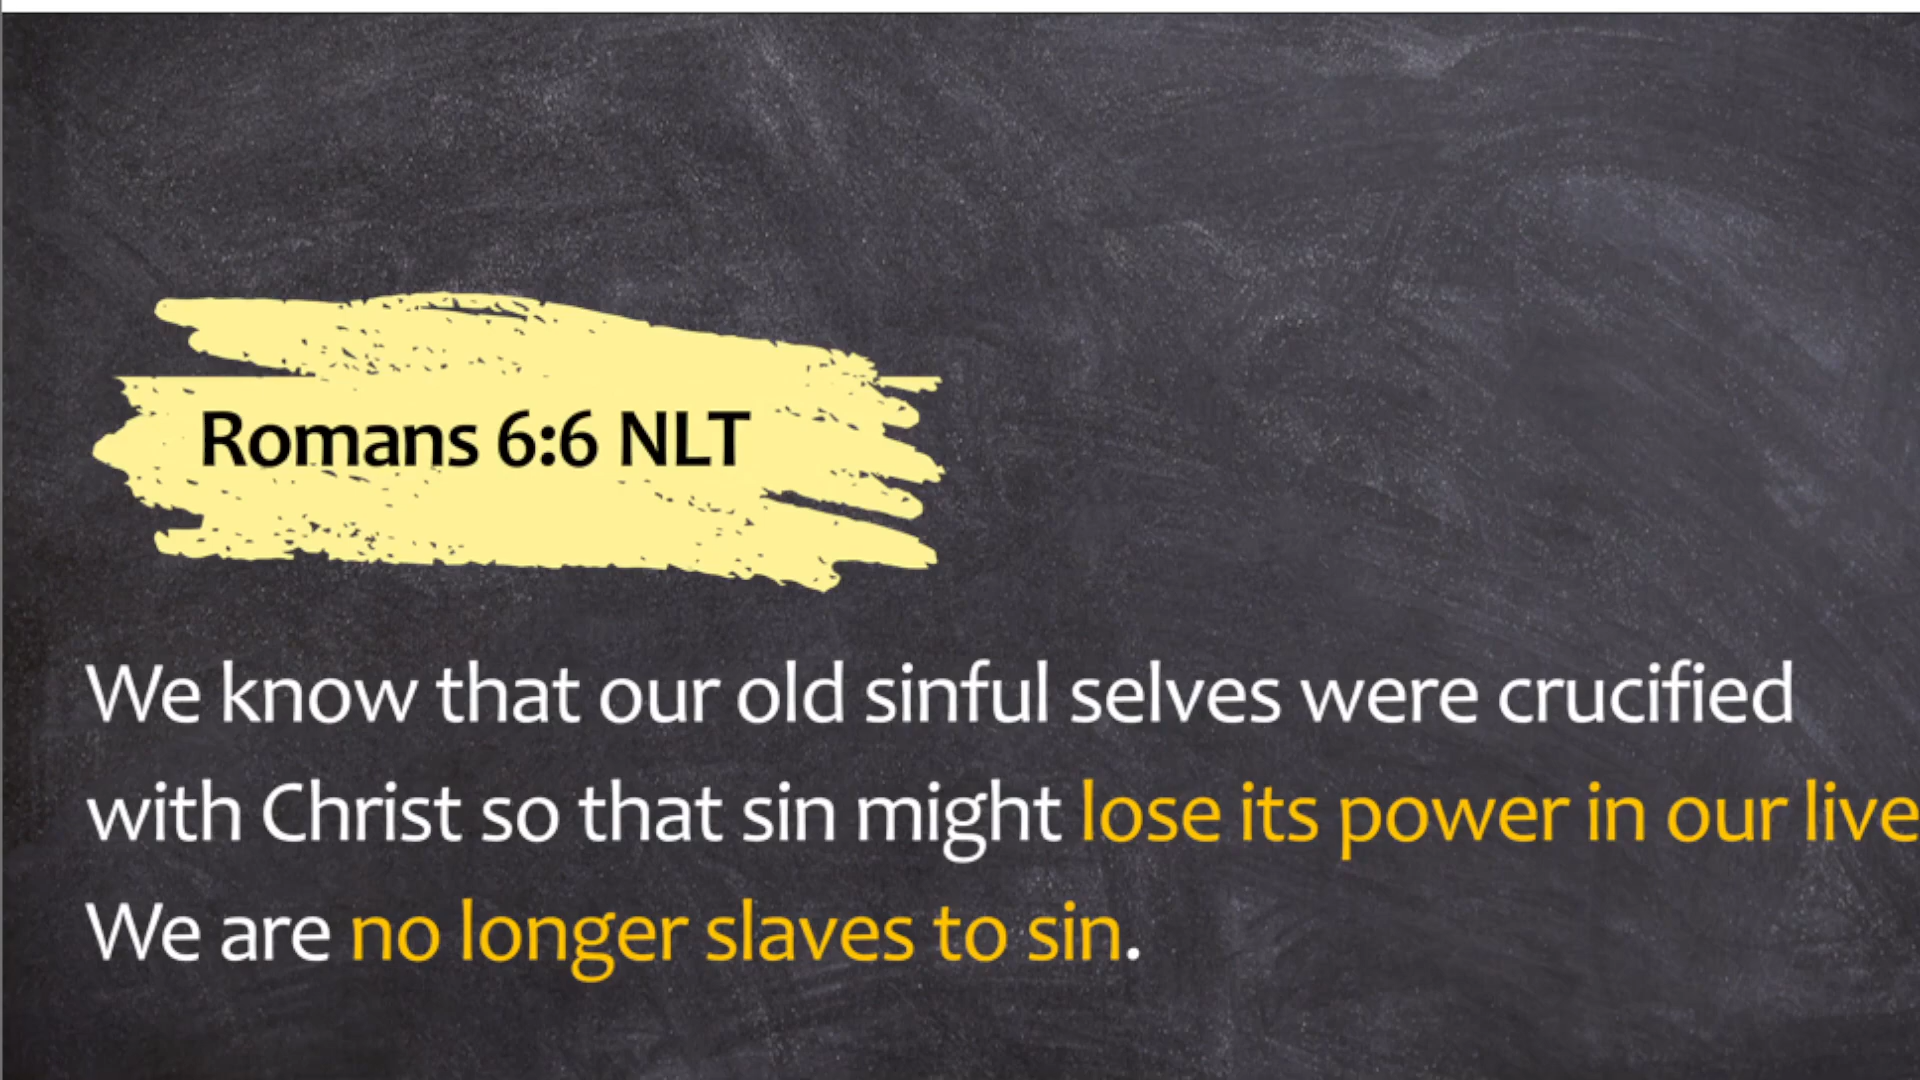 Romans 6:6 NLT
We know that our old sinful selves were crucified
with Christ so that sin might lose its power in our live
We are no longer slaves to sin.